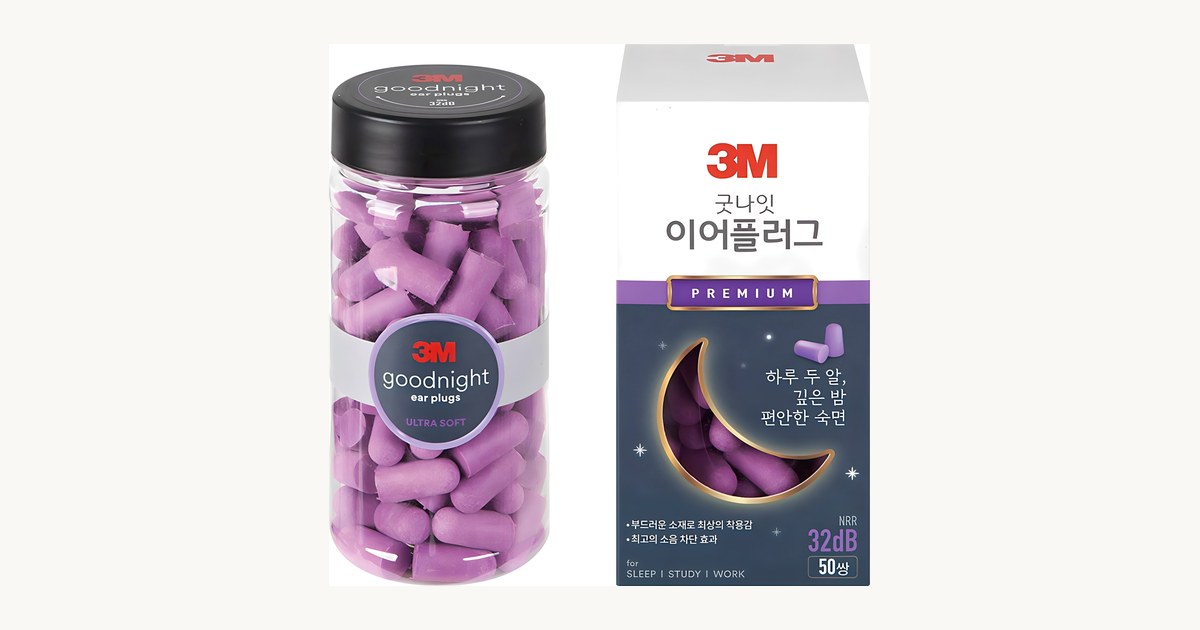 3M
goodnight
ear plugs
32dB
3M
goodnight
ear plugs
ULTRA SOFT
3M
3M
굿나잇
이어플러그
PREMIUM
하루 두 알,
깊은 밤
편안한 숙면
•부드러운 소재로 최상의 착용감
•최고의 소음 차단 효과
NRR
32dB
50쌍
for
SLEEP | STUDY | WORK